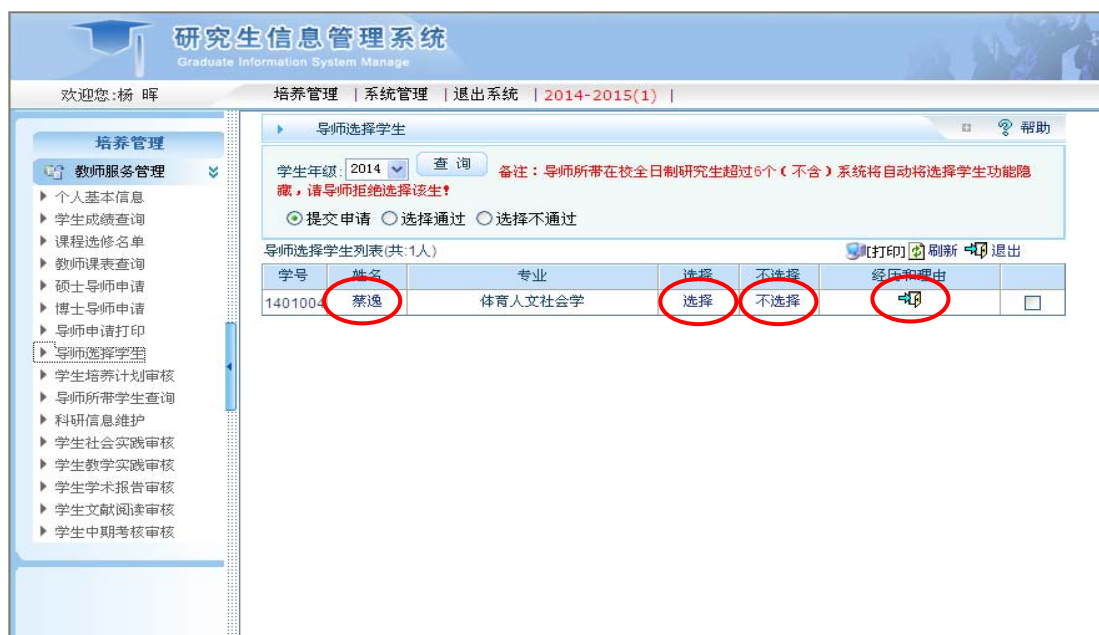 研究生信息管理系统
Graduate Information System Manage
欢迎您:杨 晖
培养管理 |系统管理 |退出系统 |2014-2015(1) |
培养管理
教师服务管理
个人基本信息
学生成绩查询
课程选修名单
教师课表查询
硕士导师申请
博士导师申请
导师申请打印
导师选择学生
学生培养计划审核
导师所带学生查询
科研信息维护
学生社会实践审核
学生教学实践审核
学生学术报告审核
学生文献阅读审核
学生中期考核审核
导师选择学生
帮助
学生年级: 2014 查 询 备注：导师所带在校全日制研究生超过6个（不含）系统将自动将选择学生功能隐
藏，请导师拒绝选择该生！
提交申请 选择通过 选择不通过
导师选择学生列表(共:1人) [打印] 刷新 退出
学号 姓名 专业 选择 不选择 经历和理由
1401004 蔡逸 体育人文社会学 选择 不选择